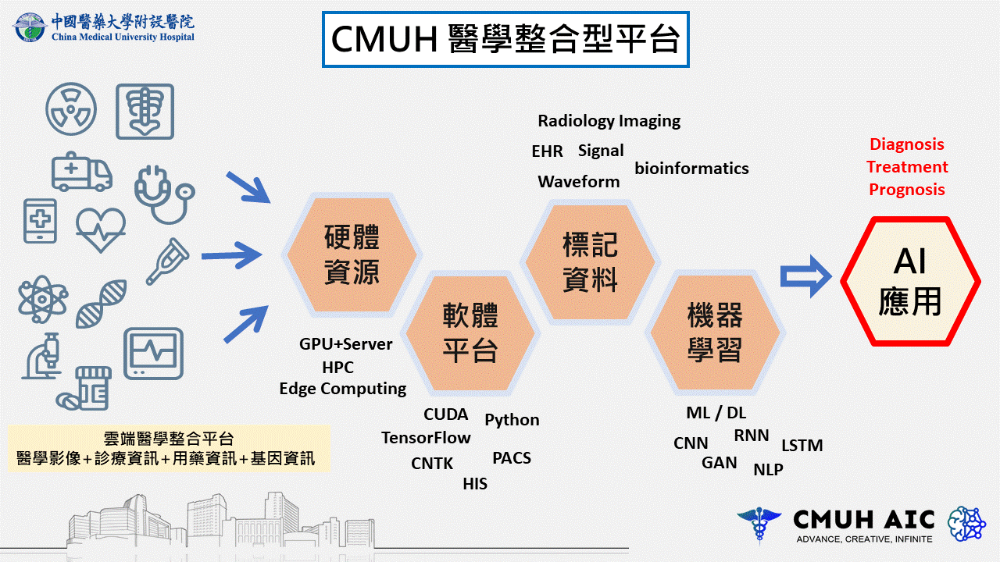 中國醫藥大學附設醫院
China Medical University Hospital
CMUH 醫學整合型平台
Radiology Imaging
EHR
Signal
bioinformatics
Waveform
Diagnosis
Treatment
Prognosis
硬體
資源
標記
資料
AI
應用
軟體
平台
機器
學習
GPU+Server
HPC
Edge Computing
CUDA
Python
TensorFlow
CNTK
PACS
HIS
ML / DL
CNN
RNN
LSTM
GAN
NLP
雲端醫學整合平台
醫學影像+診療資訊+用藥資訊+基因資訊
CMUH AIC
ADVANCE, CREATIVE, INFINITE